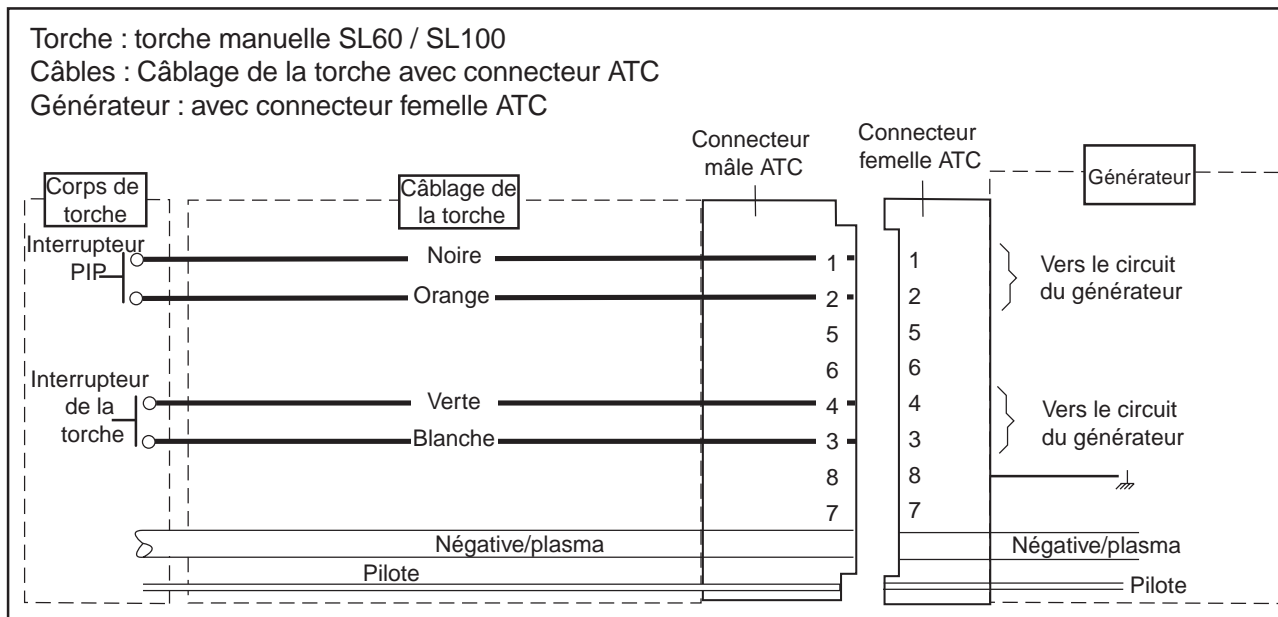 Torche : torche manuelle SL60 / SL100
Câbles : Câblage de la torche avec connecteur ATC
Générateur : avec connecteur femelle ATC
Connecteur
mâle ATC
Connecteur
femelle ATC
Générateur
Corps de
torche
Câblage de
la torche
Interrupteur
PIP
Noire
Orange
1
2
5
6
4
3
8
7
1
2
5
6
4
3
8
7
Vers le circuit
du générateur
Interrupteur
de la
torche
Verte
Blanche
Vers le circuit
du générateur
Négative/plasma
Négative/plasma
Pilote
Pilote